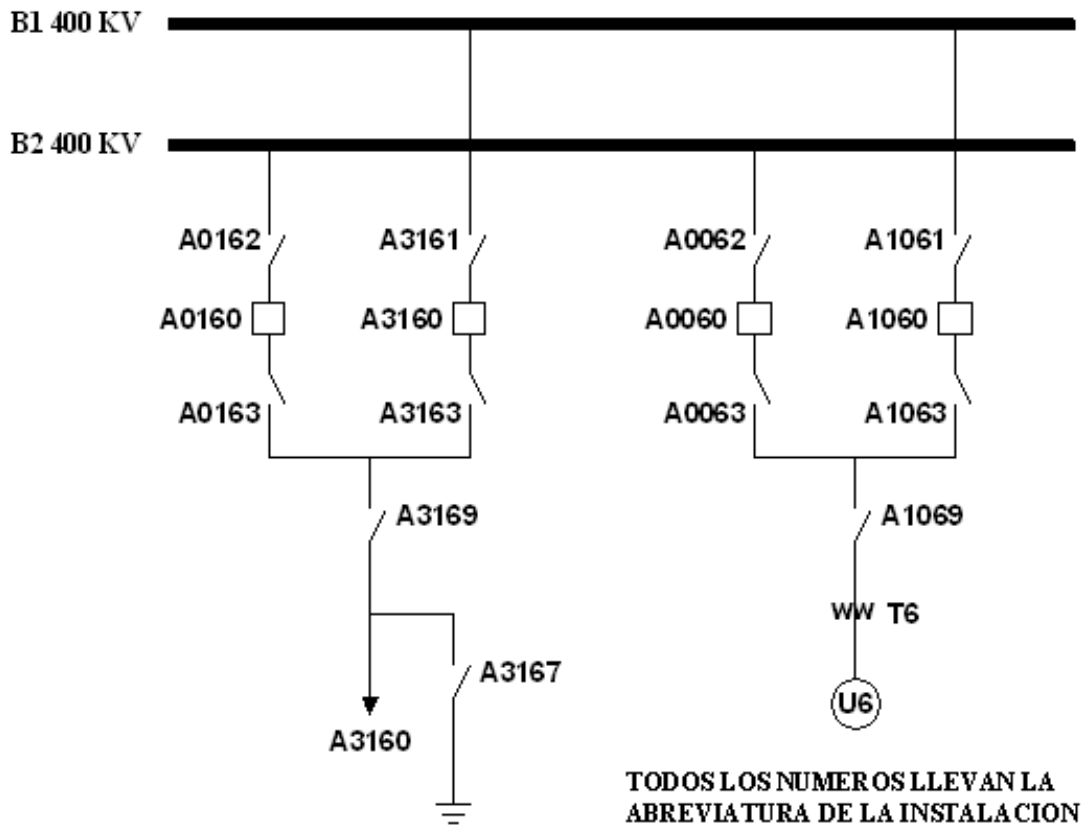 B1 400 KV
B2 400 KV
A0162
A3161
A0062
A1061
A0160
A3160
A0060
A1060
A0163
A3163
A0063
A1063
A3169
A1069
WW T6
A3167
U6
A3160
TODOS LOS NUMEROS LLEVAN LA
ABREVIATURA DE LA INSTALACION